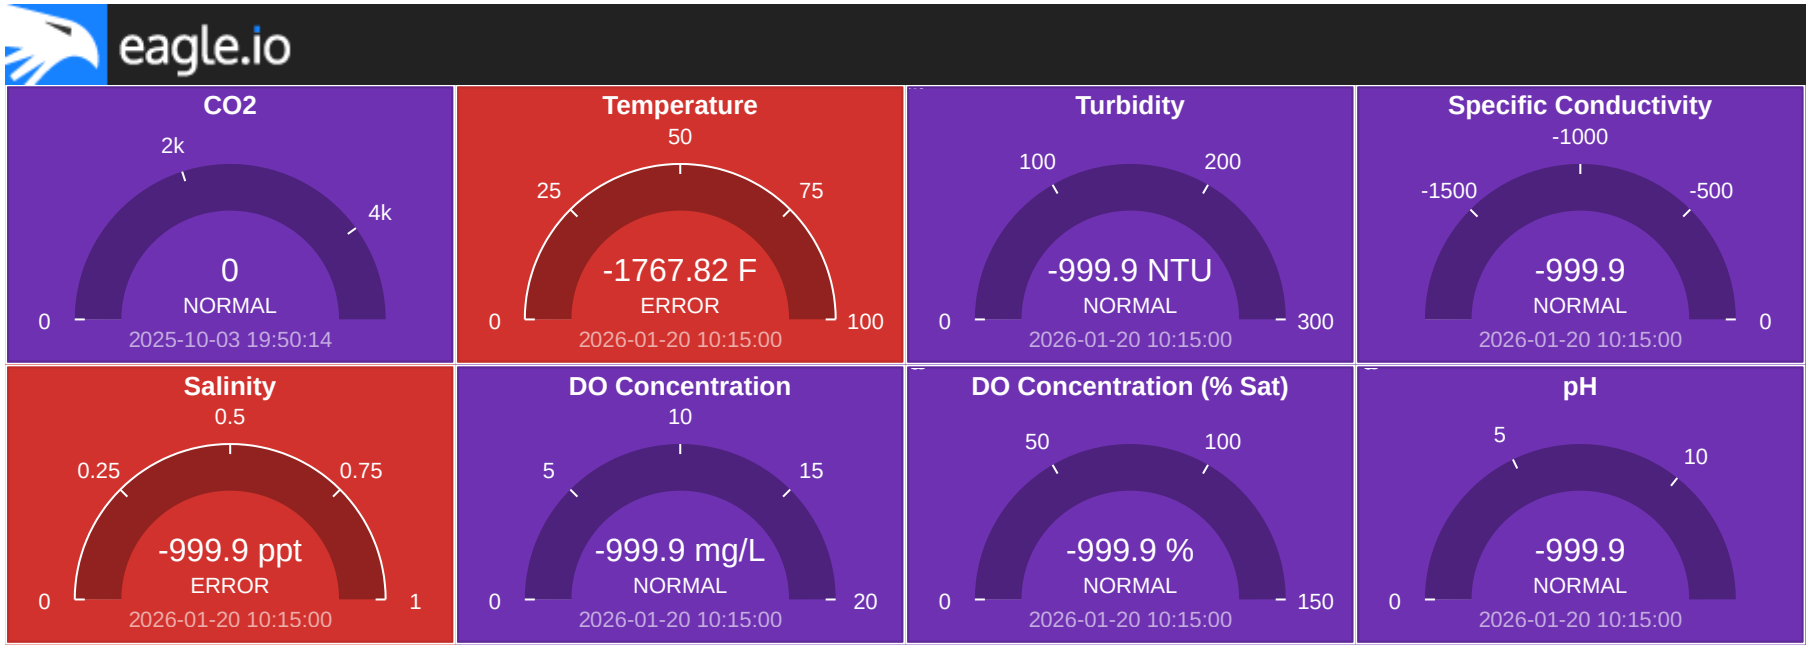 eagle.io
CO2
2k
4k
0
0
NORMAL
2025-10-03 19:50:14
Temperature
50
25
75
-1767.82 F
ERROR
0
100
2026-01-20 10:15:00
Turbidity
100
200
-999.9 NTU
NORMAL
0
300
2026-01-20 10:15:00
Specific Conductivity
-1000
-1500
-500
-999.9
NORMAL
0
2026-01-20 10:15:00
Salinity
0.5
0.25
0.75
-999.9 ppt
ERROR
0
1
2026-01-20 10:15:00
DO Concentration
10
5
15
-999.9 mg/L
NORMAL
0
20
2026-01-20 10:15:00
DO Concentration (% Sat)
50
100
-999.9 %
NORMAL
0
150
2026-01-20 10:15:00
pH
5
10
-999.9
NORMAL
0
2026-01-20 10:15:00